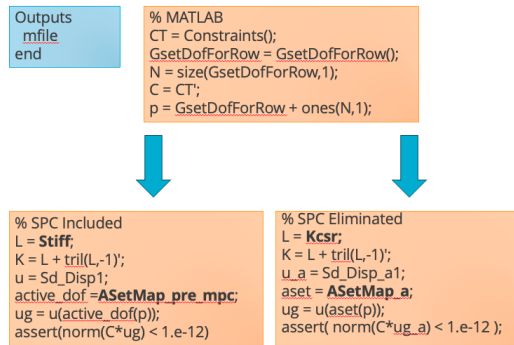 Outputs
mfile
end
% MATLAB
CT = Constraints();
GsetDofForRow = GsetDofForRow();
N = size(GsetDofForRow,1);
C = CT';
p = GsetDofForRow + ones(N,1);
% SPC Included
L = Stiff;
K = L + tril(L,-1)';
u = Sd_Disp1;
active_dof =ASetMap_pre_mpc;
ug = u(active_dof(p));
assert(norm(C*ug) < 1.e-12)
% SPC Eliminated
L = Kcsr;
K = L + tril(L,-1)';
u_a = Sd_Disp_a1;
aset = ASetMap_a;
ug = u(aset(p));
assert( norm(C*ug_a) < 1.e-12 );